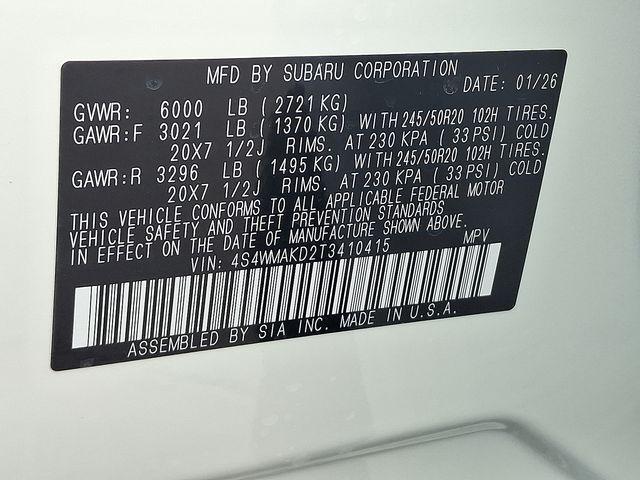 MFD BY SUBARU CORPORATION
DATE: 01/26
GVWR: 6000 LB (2721 KG)
GAWR:F 3021 LB (1370 KG) WITH 245/50R20 102H TIRES.
20X7 1/2J RIMS. AT 230 KPA (33 PSI) COLD
GAWR:R 3296 LB (1495 KG) WITH 245/50R20 102H TIRES.
20X7 1/2J RIMS. AT 230 KPA (33 PSI) COLD
THIS VEHICLE CONFORMS TO ALL APPLICABLE FEDERAL MOTOR
VEHICLE SAFETY AND THEFT PREVENTION STANDARDS
IN EFFECT ON THE DATE OF MANUFACTURE SHOWN ABOVE.
VIN: 4S4WMAKD2T3410415 MPV
ASSEMBLED BY SIA INC. MADE IN U.S.A.